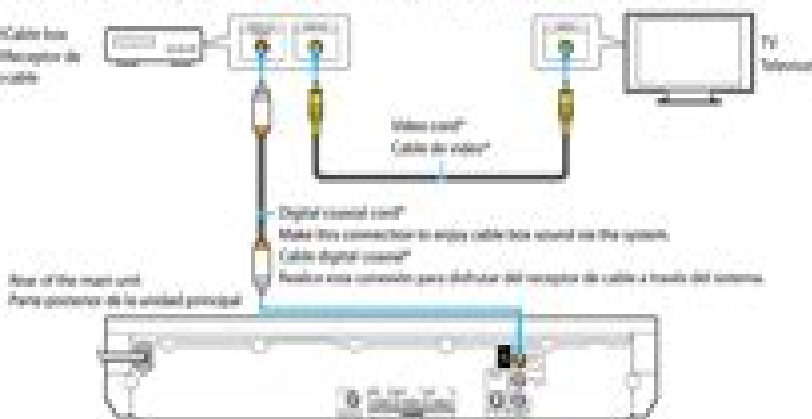 Cable box
Receptor de
cable
TV
Televisor
Video cord*
Cable de video*
Digital coaxial cord*
Make this connection to enjoy cable box sound via the system.
Cable digital coaxial*
Realice esta conexión para disfrutar del receptor de cable a través del sistema.
Rear of the main unit
Parte posterior de la unidad principal